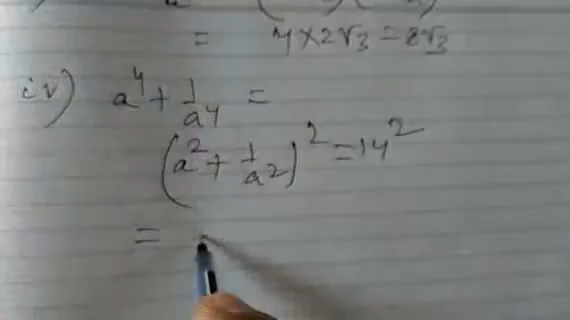 = 4×2√3=8√3
iv) a⁴+1/a⁴ =
(a²+1/a²)²=14²
=